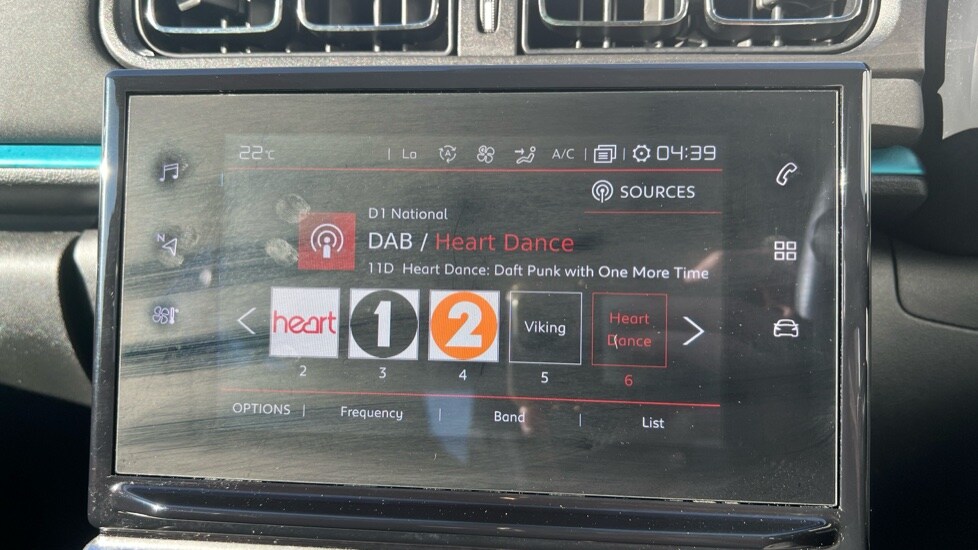 22°C | Lo A A/C | | 04:39
SOURCES
D1 National
DAB / Heart Dance
11D Heart Dance: Daft Punk with One More Time
heart 1 2 Viking Heart Dance
2 3 4 5 6
OPTIONS | Frequency | Band | List
N